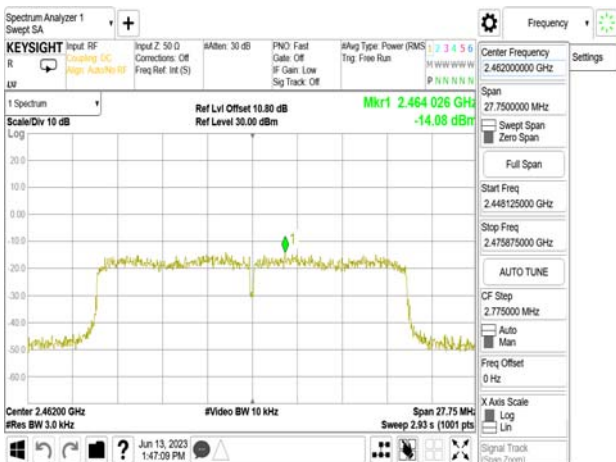 Spectrum Analyzer 1
Swept SA
Frequency
KEYSIGHT
R
Input: RF
Coupling: DC
Align: Auto/No RF
Input Z: 50 Ω
Corrections: Off
Freq Ref: Int (S)
#Atten: 30 dB
PNO: Fast
Gate: Off
IF Gain: Low
Sig Track: Off
#Avg Type: Power (RMS
Trig: Free Run
1 2 3 4 5 6
M W W W W W
P N N N N N
1 Spectrum
Scale/Div 10 dB
Log
Ref Lvl Offset 10.80 dB
Ref Level 30.00 dBm
Mkr1 2.464 026 GHz
-14.08 dBm
20.0
10.0
0.00
-10.0
-20.0
-30.0
-40.0
-50.0
-60.0
1
Center 2.46200 GHz
#Res BW 3.0 kHz
#Video BW 10 kHz
Span 27.75 MHz
Sweep 2.93 s (1001 pts
Jun 13, 2023
1:47:09 PM
Center Frequency
2.462000000 GHz
Settings
Span
27.7500000 MHz
Swept Span
Zero Span
Full Span
Start Freq
2.448125000 GHz
Stop Freq
2.475875000 GHz
AUTO TUNE
CF Step
2.775000 MHz
Auto
Man
Freq Offset
0 Hz
X Axis Scale
Log
Lin
Signal Track
(Span Zoom)